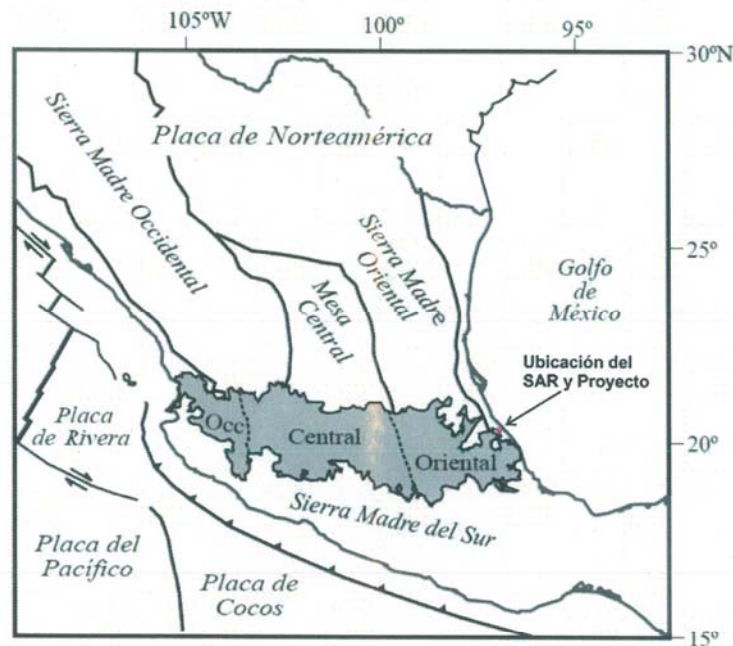 105ºW
100º
95º
30ºN
Placa de Norteamérica
Sierra Madre Occidental
Sierra Madre
Oriental
25º
Golfo
de
México
Mesa
Central
Ubicación del
SAR y Proyecto
Placa
de Rivera
Occ
Central
Oriental
20º
Sierra Madre del Sur
Placa del
Pacífico
Placa de
Cocos
15º